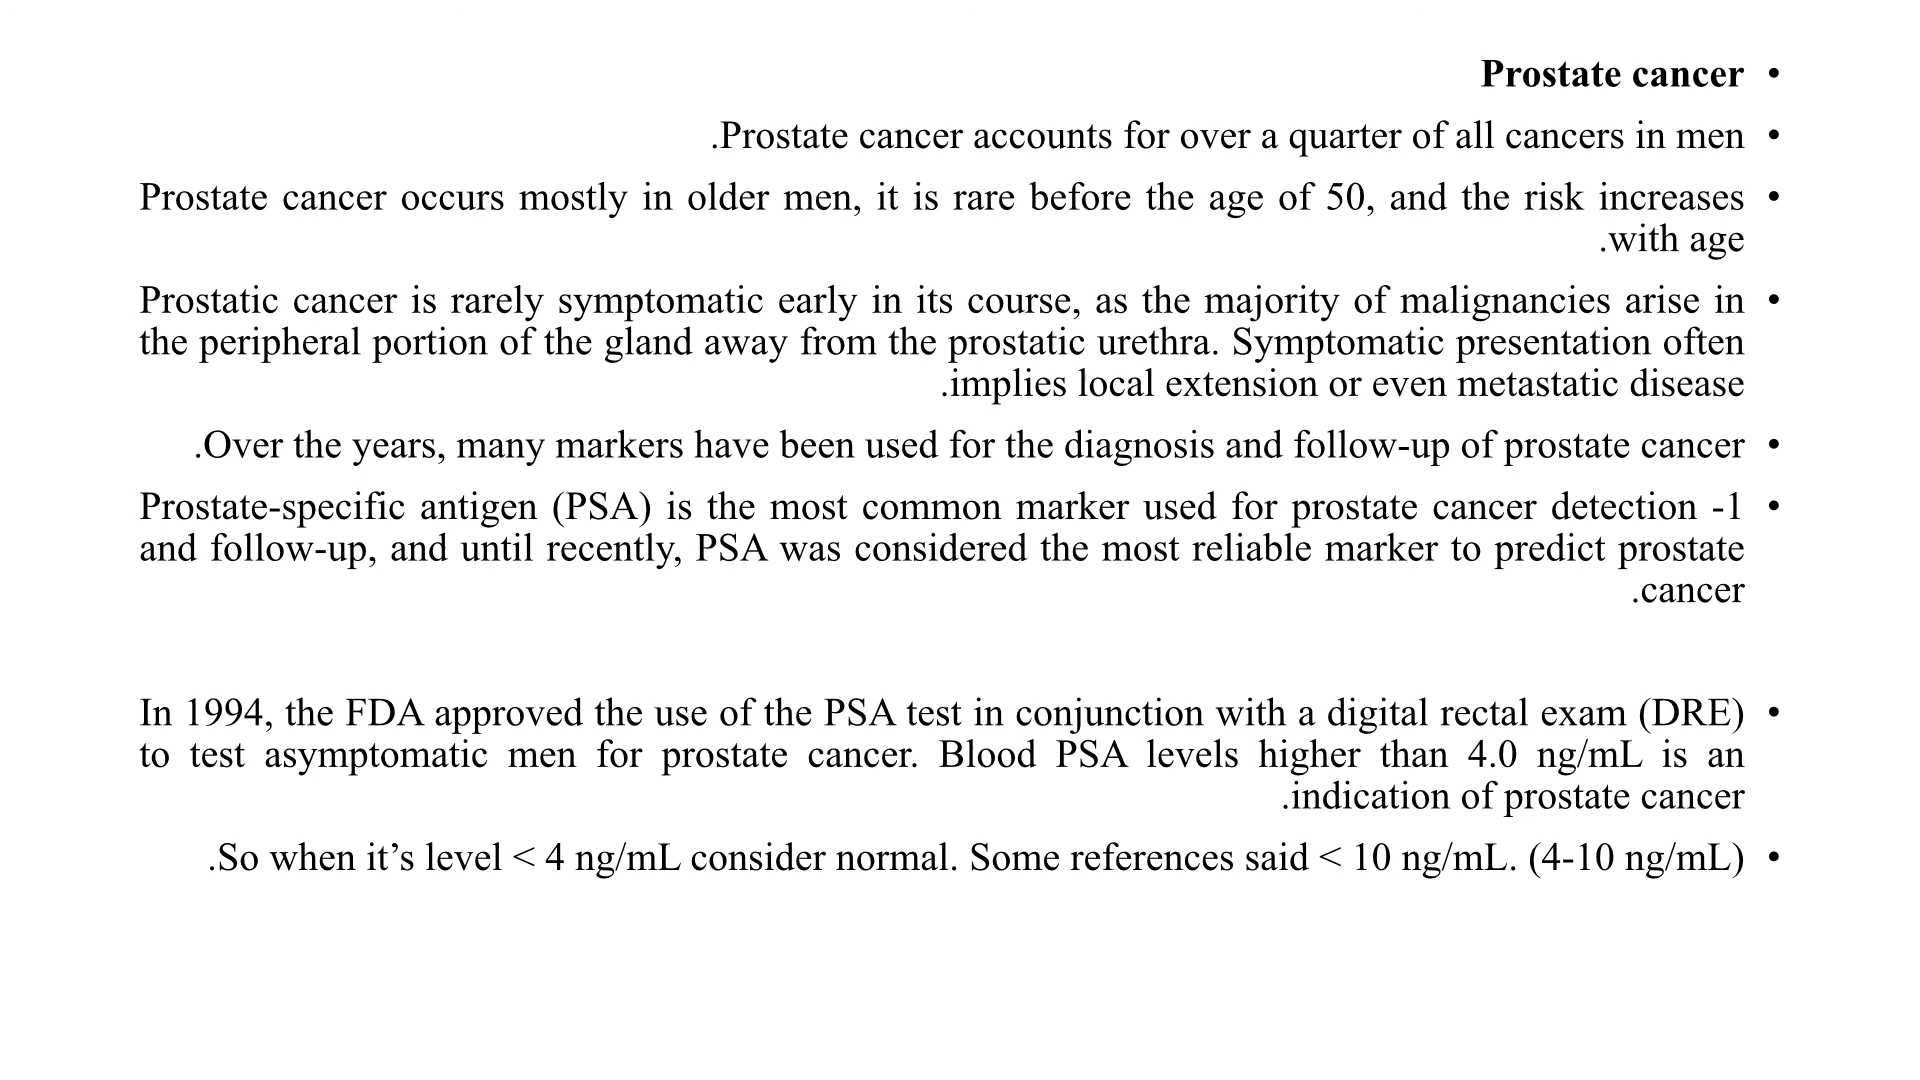 • Prostate cancer
• Prostate cancer accounts for over a quarter of all cancers in men.
• Prostate cancer occurs mostly in older men, it is rare before the age of 50, and the risk increases
with age.
• Prostatic cancer is rarely symptomatic early in its course, as the majority of malignancies arise in
the peripheral portion of the gland away from the prostatic urethra. Symptomatic presentation often
implies local extension or even metastatic disease.
• Over the years, many markers have been used for the diagnosis and follow-up of prostate cancer.
• 1- Prostate-specific antigen (PSA) is the most common marker used for prostate cancer detection
and follow-up, and until recently, PSA was considered the most reliable marker to predict prostate
cancer.
• In 1994, the FDA approved the use of the PSA test in conjunction with a digital rectal exam (DRE)
to test asymptomatic men for prostate cancer. Blood PSA levels higher than 4.0 ng/mL is an
indication of prostate cancer.
• So when it’s level < 4 ng/mL consider normal. Some references said < 10 ng/mL. (4-10 ng/mL).